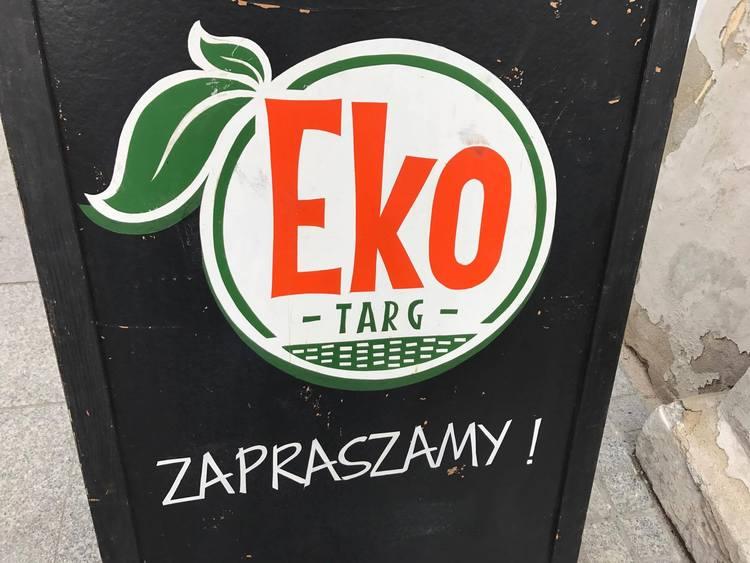 Eko
- TARG -
ZAPRASZAMY !